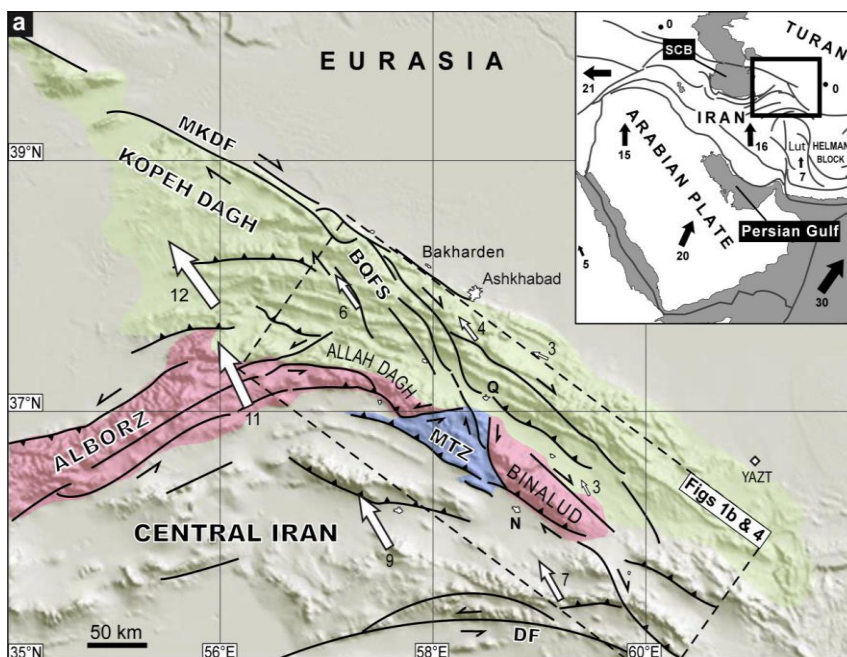 a
EURASIA
39°N
MKDF
KOPEH DAGH
BQFS
Bakharden
Ashkhabad
12
6
4
3
ALLAH DAGH
Q
37°N
11
ALBORZ
MTZ
BINALUD
3
YAZT
Figs 1b & 4
N
CENTRAL IRAN
9
7
DF
50 km
35°N
56°E
58°E
60°E
0
TURAN
SCB
0
21
IRAN
16
Lut
7
HELMAN
BLOCK
15
ARABIAN PLATE
Persian Gulf
20
5
30